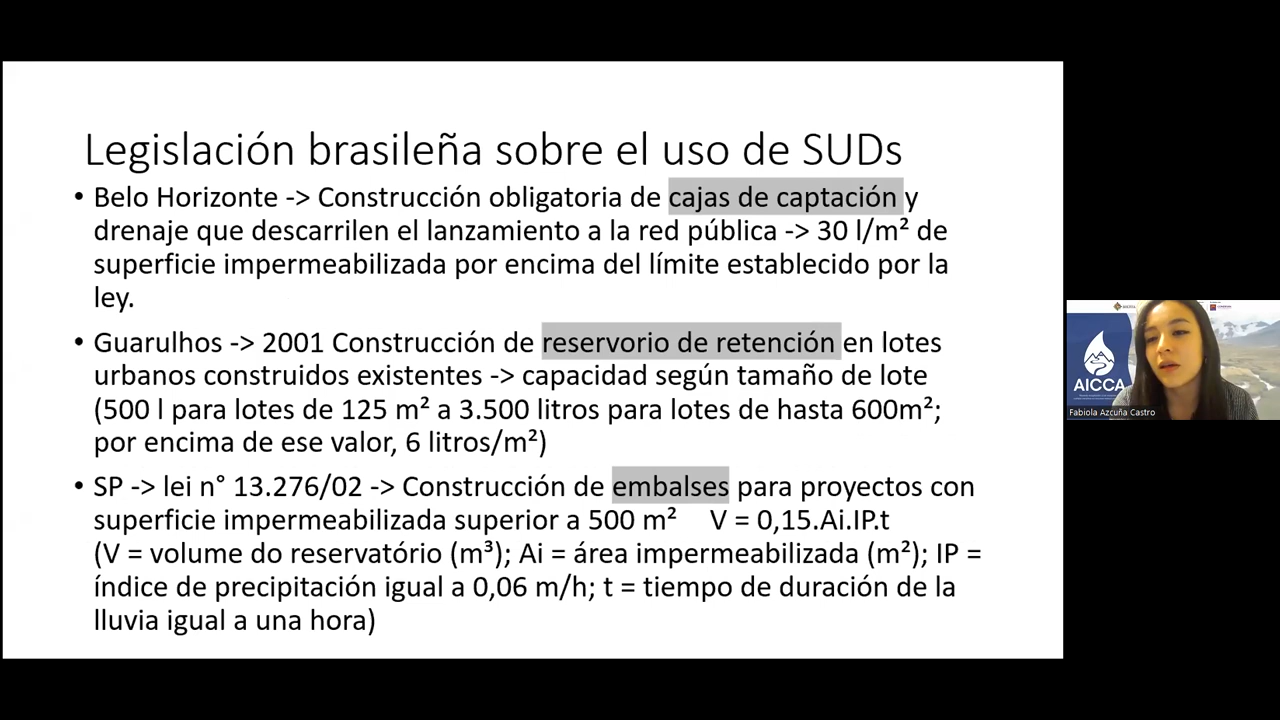 Legislación brasileña sobre el uso de SUDs
• Belo Horizonte -> Construcción obligatoria de cajas de captación y
drenaje que descarrilen el lanzamiento a la red pública -> 30 l/m² de
superficie impermeabilizada por encima del límite establecido por la
ley.
• Guarulhos -> 2001 Construcción de reservorio de retención en lotes
urbanos construidos existentes -> capacidad según tamaño de lote
(500 l para lotes de 125 m² a 3.500 litros para lotes de hasta 600m²;
por encima de ese valor, 6 litros/m²)
• SP -> lei n° 13.276/02 -> Construcción de embalses para proyectos con
superficie impermeabilizada superior a 500 m² V = 0,15.Ai.IP.t
(V = volume do reservatório (m³); Ai = área impermeabilizada (m²); IP =
índice de precipitación igual a 0,06 m/h; t = tiempo de duración de la
lluvia igual a una hora)
AICCA
Fabiola Azcuña Castro